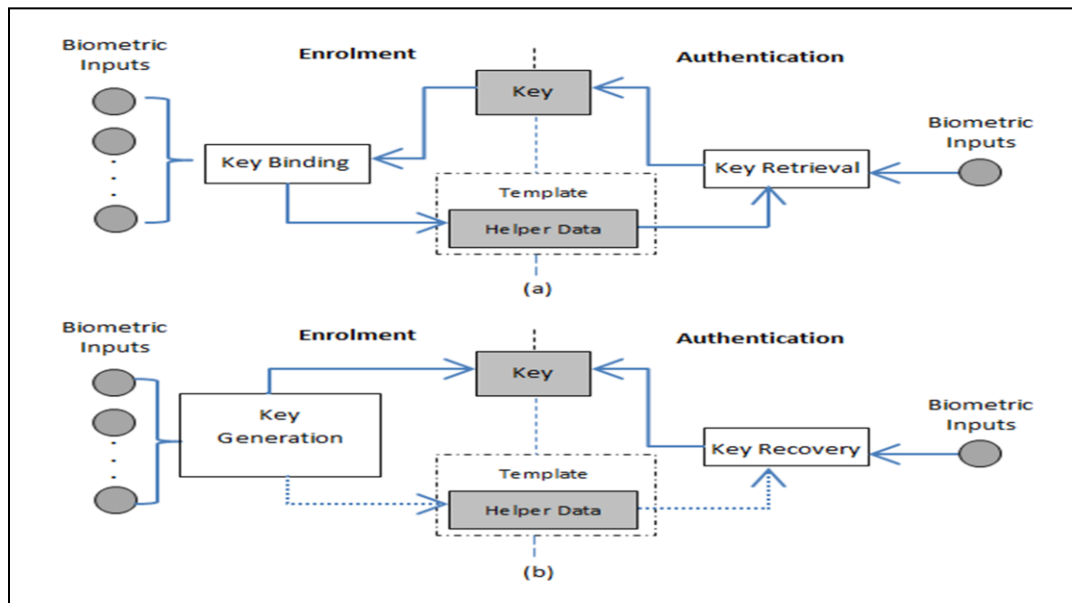 Biometric
Inputs
Enrolment
Authentication
Key
Biometric
Inputs
Key Binding
Key Retrieval
Template
Helper Data
(a)
Biometric
Inputs
Enrolment
Authentication
Key
Key
Generation
Biometric
Inputs
Key Recovery
Template
Helper Data
(b)